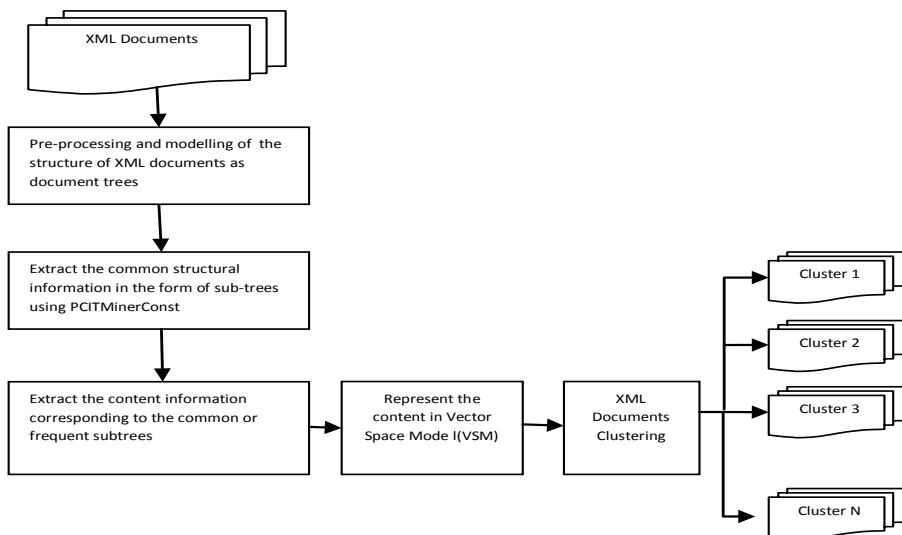 XML Documents
Pre-processing and modelling of the
structure of XML documents as
document trees
Extract the common structural
information in the form of sub-trees
using PCITMinerConst
Extract the content information
corresponding to the common or
frequent subtrees
Represent the
content in Vector
Space Mode l(VSM)
XML
Documents
Clustering
Cluster 1
Cluster 2
Cluster 3
Cluster N